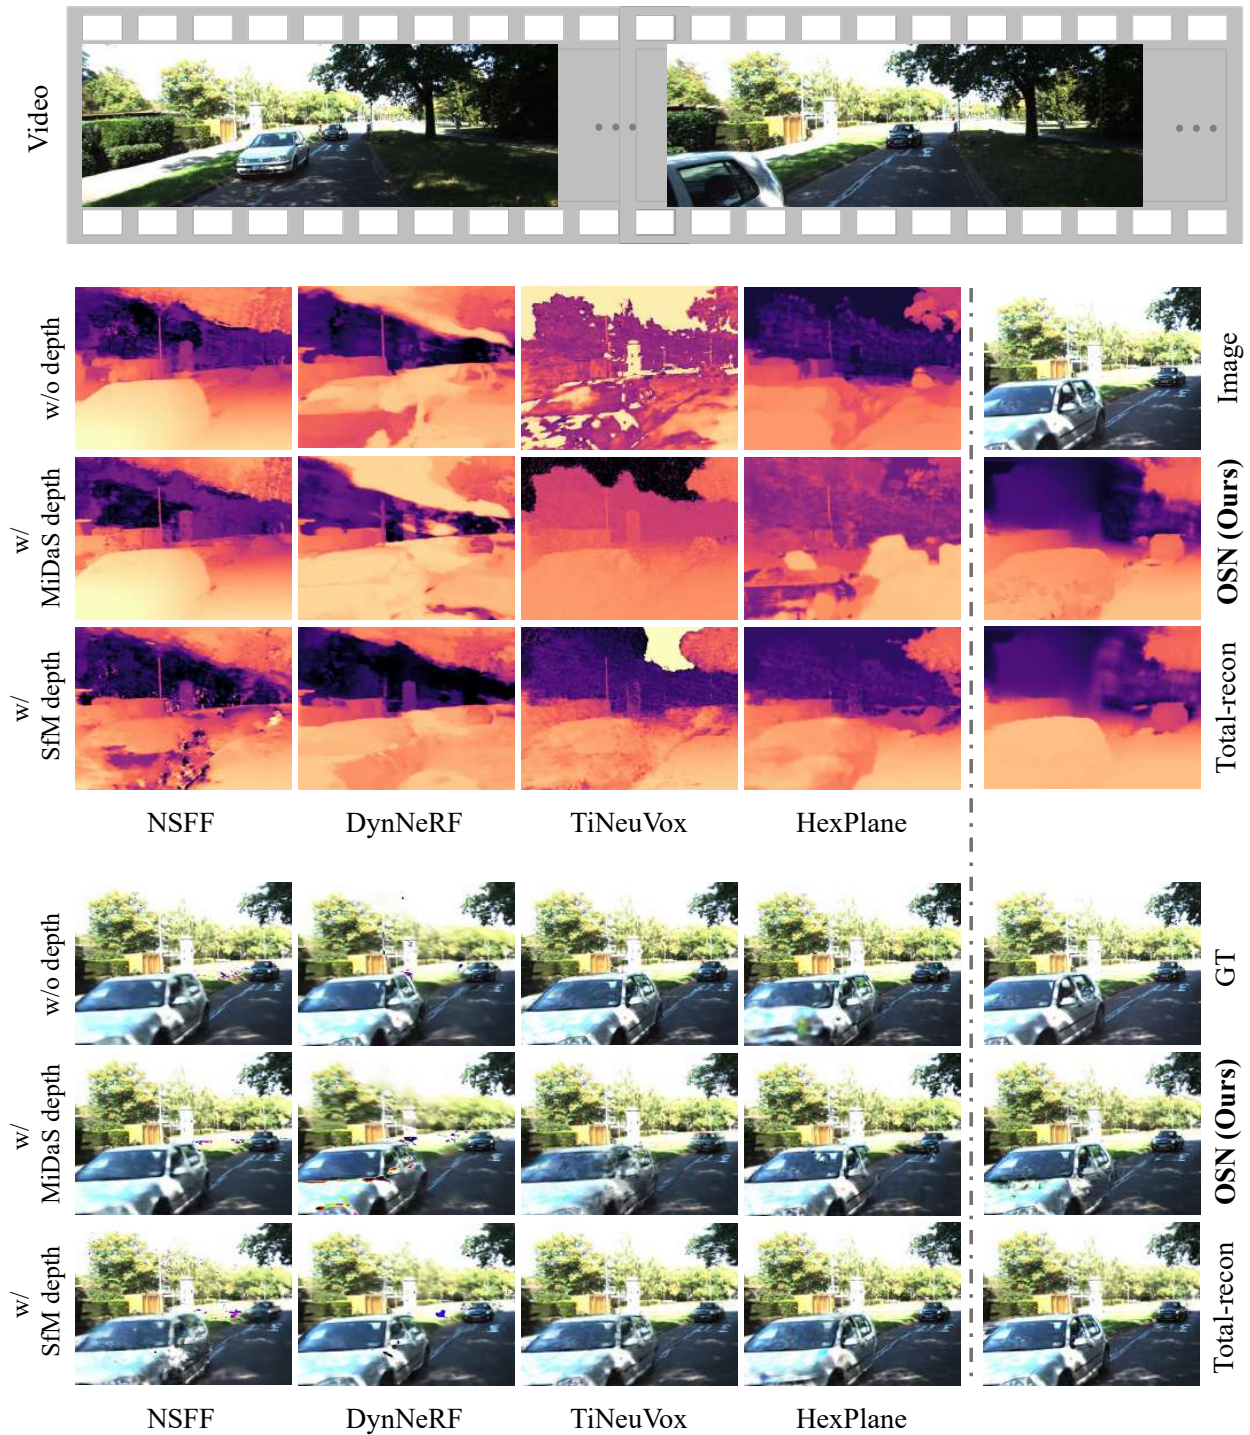 Video
w/o depth
Image
w/
MiDaS depth
OSN (Ours)
w/
SfM depth
Total-recon
NSFF
DynNeRF
TiNeuVox
HexPlane
w/o depth
GT
w/
MiDaS depth
OSN (Ours)
w/
SfM depth
Total-recon
NSFF
DynNeRF
TiNeuVox
HexPlane